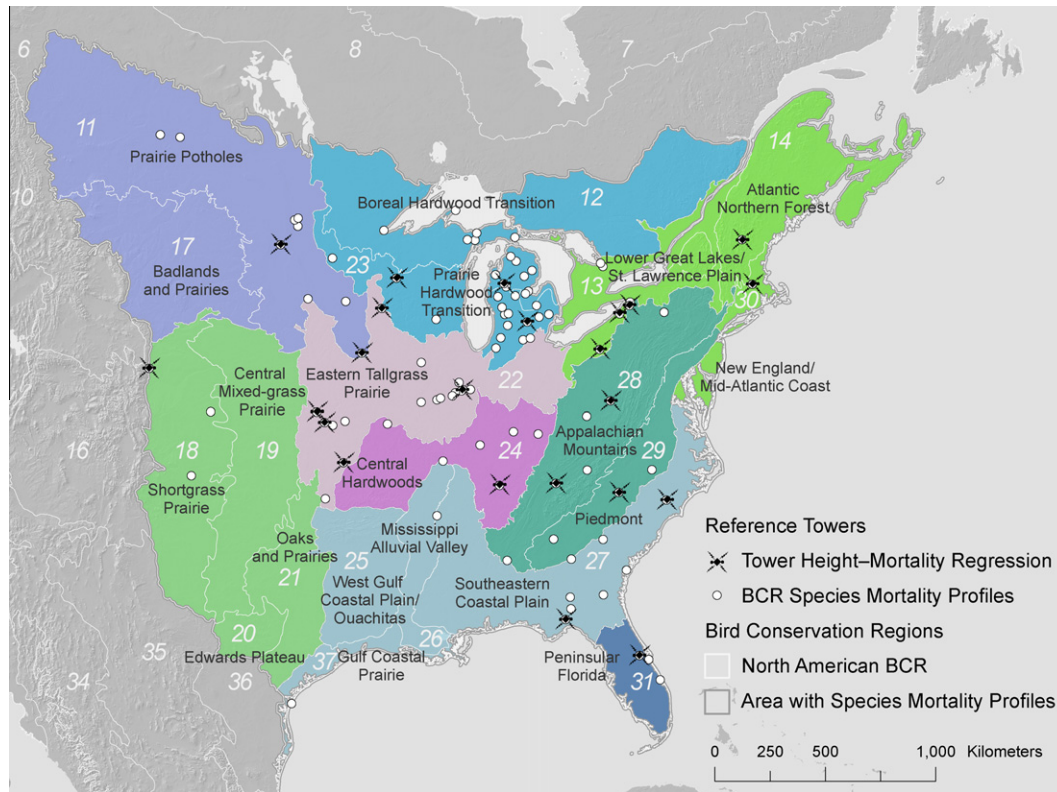 6
8
7
11
Prairie Potholes
14
10
12
Atlantic
Northern Forest
Boreal Hardwood Transition
17
Badlands
and Prairies
23
Prairie
Hardwood
Transition
13
Lower Great Lakes/
St. Lawrence Plain
30
Central
Mixed-grass
Prairie
Eastern Tallgrass
Prairie
22
28
New England/
Mid-Atlantic Coast
16
18
19
Shortgrass
Prairie
Central
Hardwoods
24
Appalachian
Mountains
29
Piedmont
Oaks
and Prairies
21
25
West Gulf
Coastal Plain/
Ouachitas
Mississippi
Alluvial Valley
Southeastern
Coastal Plain
27
20
Edwards Plateau
35
34
36
37
Gulf Coastal
Prairie
26
Peninsular
Florida
31
Reference Towers
Tower Height–Mortality Regression
BCR Species Mortality Profiles
Bird Conservation Regions
North American BCR
Area with Species Mortality Profiles
0 250 500 1,000 Kilometers